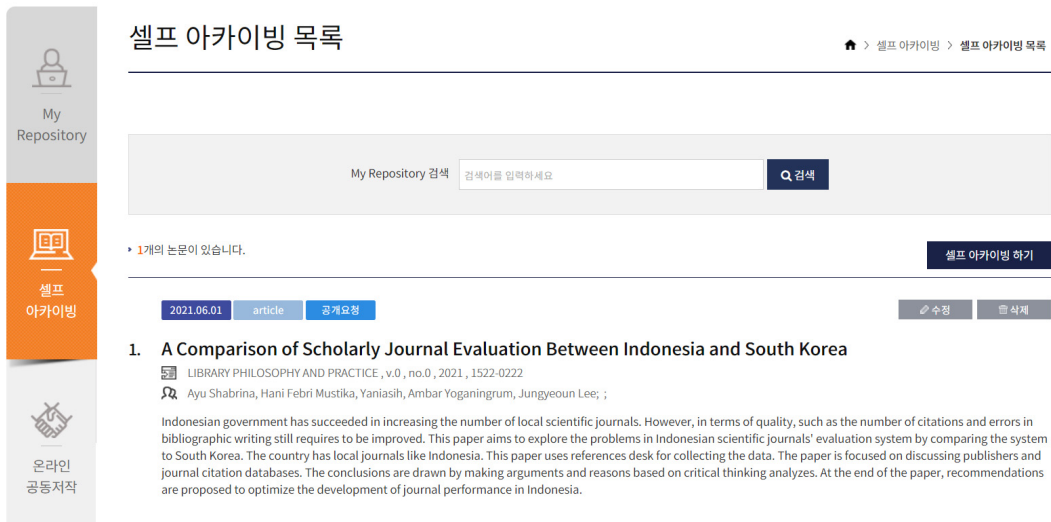 셀프 아카이빙 목록
셀프 아카이빙 > 셀프 아카이빙 목록
My
Repository
My Repository 검색 검색어를 입력하세요 검색
1개의 논문이 있습니다.
셀프 아카이빙 하기
셀프
아카이빙
2021.06.01 article 공개요청 수정 삭제
1. A Comparison of Scholarly Journal Evaluation Between Indonesia and South Korea
LIBRARY PHILOSOPHY AND PRACTICE , v.0 , no.0 , 2021 , 1522-0222
Ayu Shabrina, Hani Febri Mustika, Yaniasih, Ambar Yoganingrum, Jungyeoun Lee; ;
Indonesian government has succeeded in increasing the number of local scientific journals. However, in terms of quality, such as the number of citations and errors in
bibliographic writing still requires to be improved. This paper aims to explore the problems in Indonesian scientific journals' evaluation system by comparing the system
to South Korea. The country has local journals like Indonesia. This paper uses references desk for collecting the data. The paper is focused on discussing publishers and
journal citation databases. The conclusions are drawn by making arguments and reasons based on critical thinking analyzes. At the end of the paper, recommendations
are proposed to optimize the development of journal performance in Indonesia.
온라인
공동저작